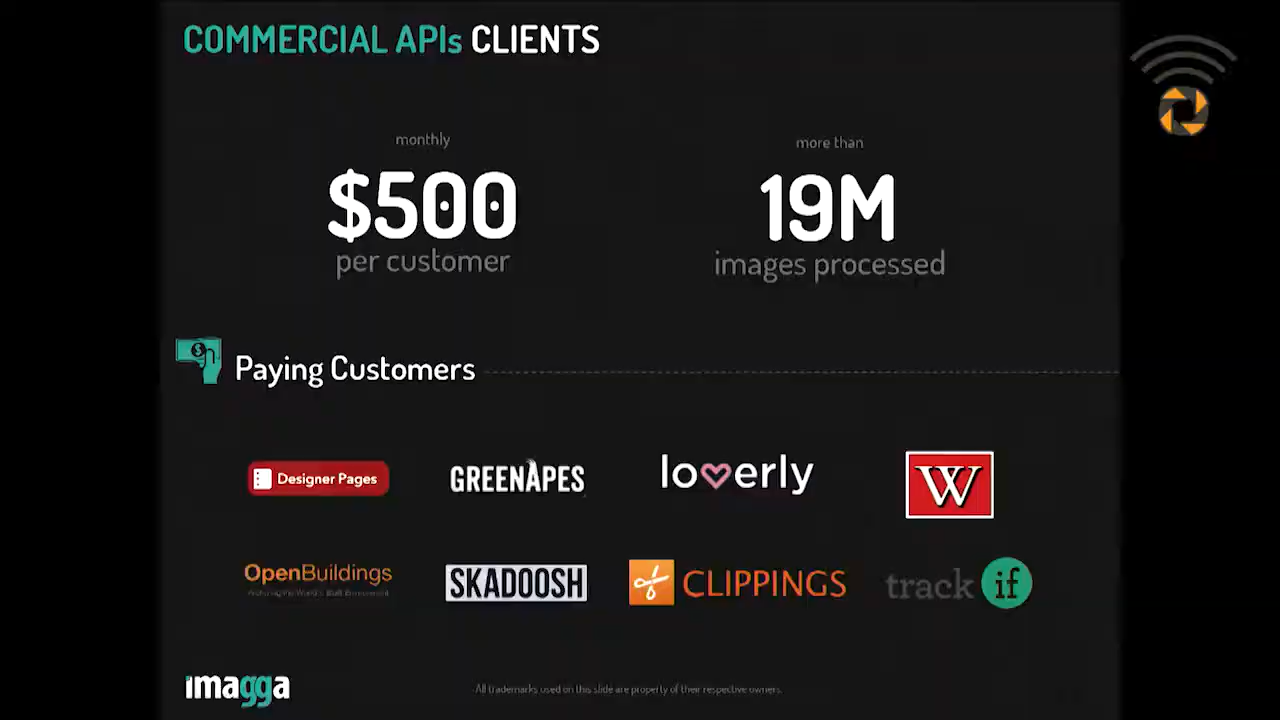 COMMERCIAL APIs CLIENTS
monthly
$500
per customer
more than
19M
images processed
Paying Customers
Designer Pages
GREENAPES
loverly
W
OpenBuildings
SKADOOSH
CLIPPINGS
track if
imagga
All trademarks used on this slide are property of their respective owners.